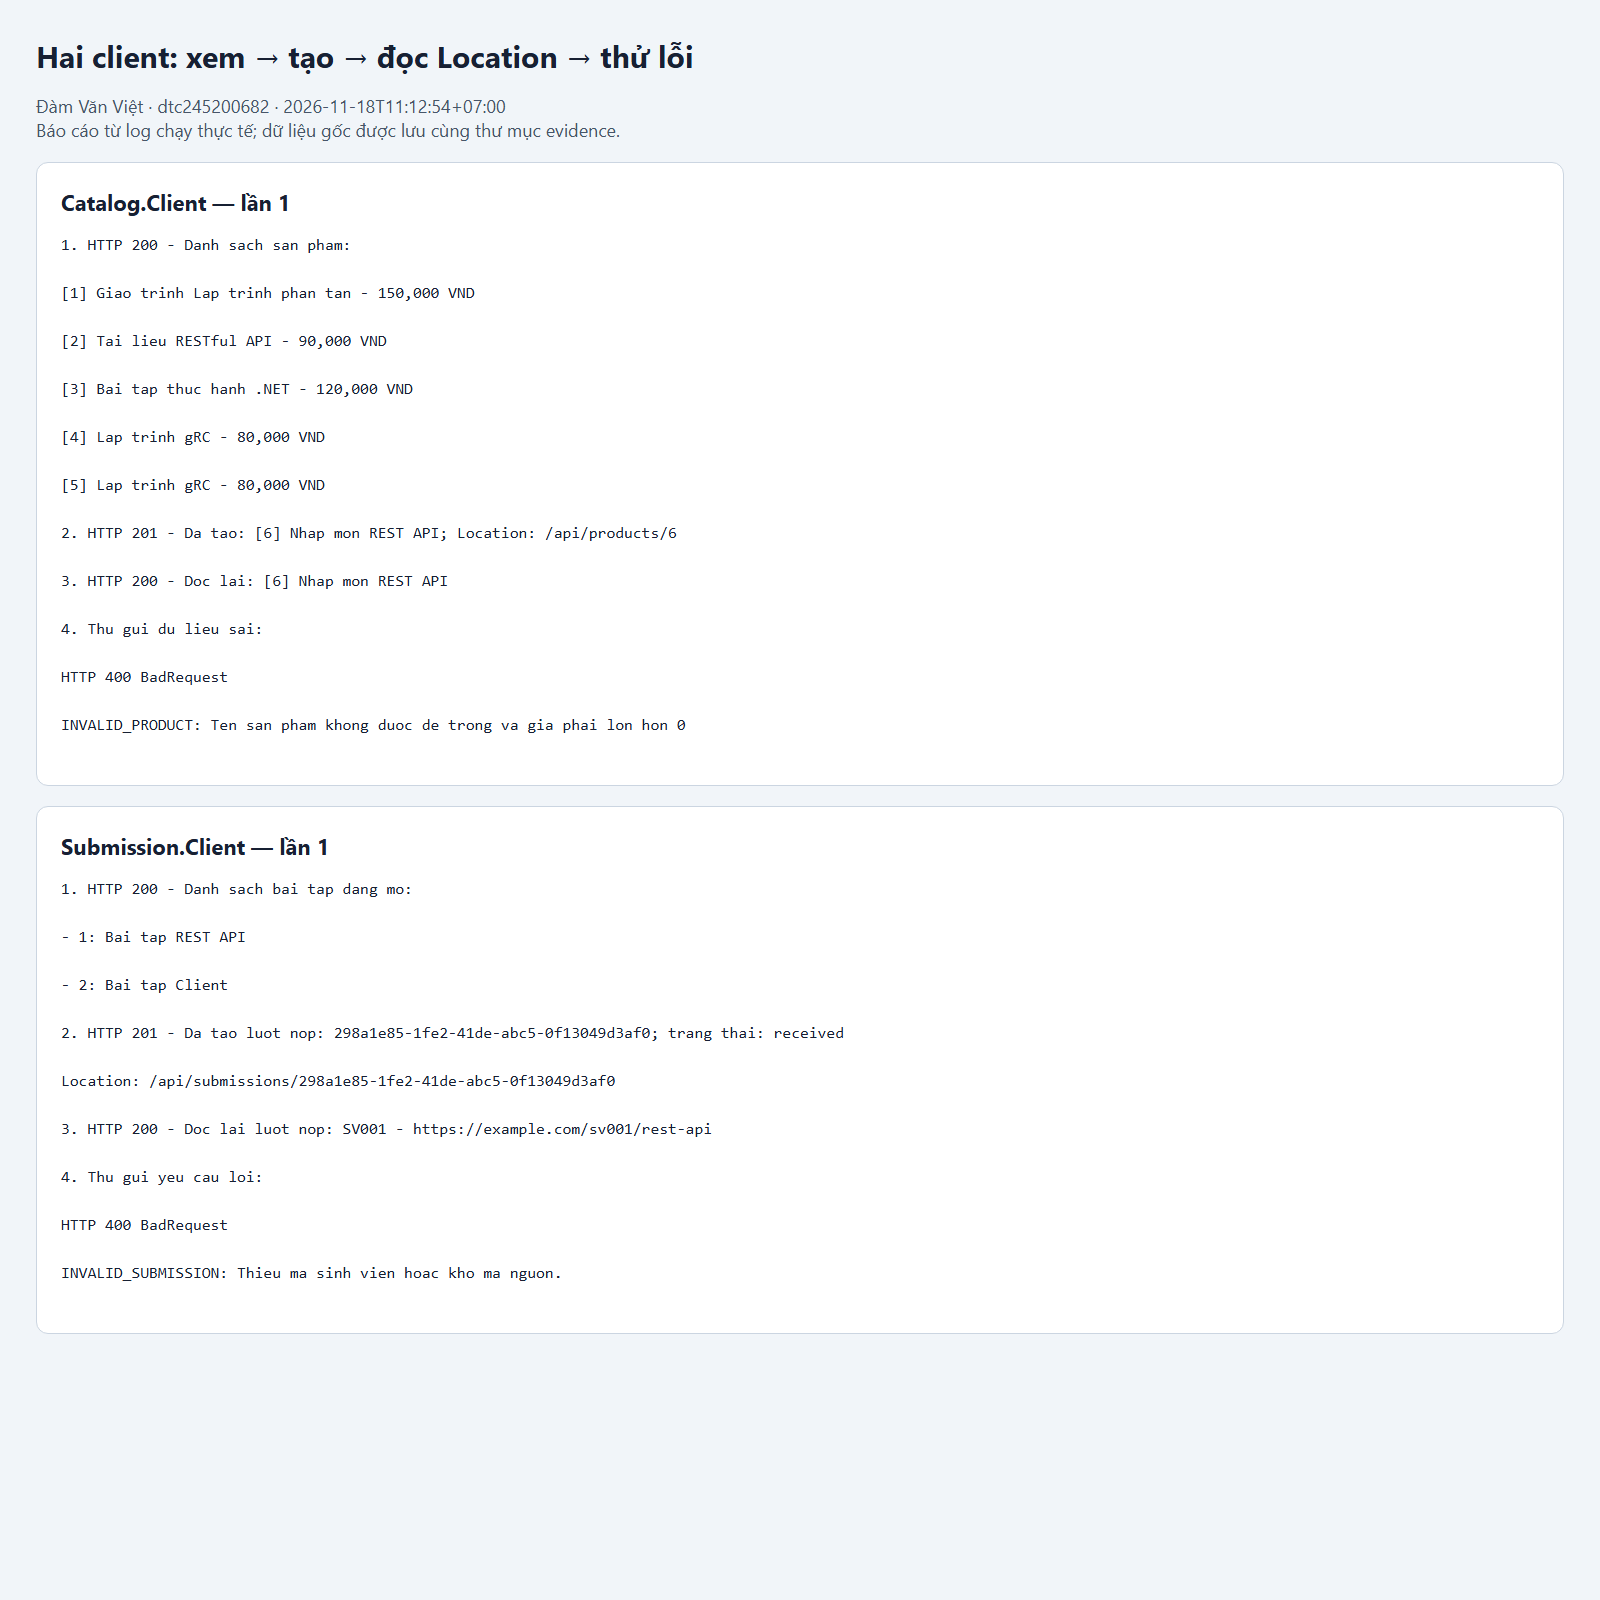 Hai client: xem → tạo → đọc Location → thử lỗi
Đàm Văn Việt · dtc245200682 · 2026-11-18T11:12:54+07:00
Báo cáo từ log chạy thực tế; dữ liệu gốc được lưu cùng thư mục evidence.
Catalog.Client — lần 1
1. HTTP 200 - Danh sach san pham:
[1] Giao trinh Lap trinh phan tan - 150,000 VND
[2] Tai lieu RESTful API - 90,000 VND
[3] Bai tap thuc hanh .NET - 120,000 VND
[4] Lap trinh gRC - 80,000 VND
[5] Lap trinh gRC - 80,000 VND
2. HTTP 201 - Da tao: [6] Nhap mon REST API; Location: /api/products/6
3. HTTP 200 - Doc lai: [6] Nhap mon REST API
4. Thu gui du lieu sai:
HTTP 400 BadRequest
INVALID_PRODUCT: Ten san pham khong duoc de trong va gia phai lon hon 0
Submission.Client — lần 1
1. HTTP 200 - Danh sach bai tap dang mo:
- 1: Bai tap REST API
- 2: Bai tap Client
2. HTTP 201 - Da tao luot nop: 298a1e85-1fe2-41de-abc5-0f13049d3af0; trang thai: received
Location: /api/submissions/298a1e85-1fe2-41de-abc5-0f13049d3af0
3. HTTP 200 - Doc lai luot nop: SV001 - https://example.com/sv001/rest-api
4. Thu gui yeu cau loi:
HTTP 400 BadRequest
INVALID_SUBMISSION: Thieu ma sinh vien hoac kho ma nguon.